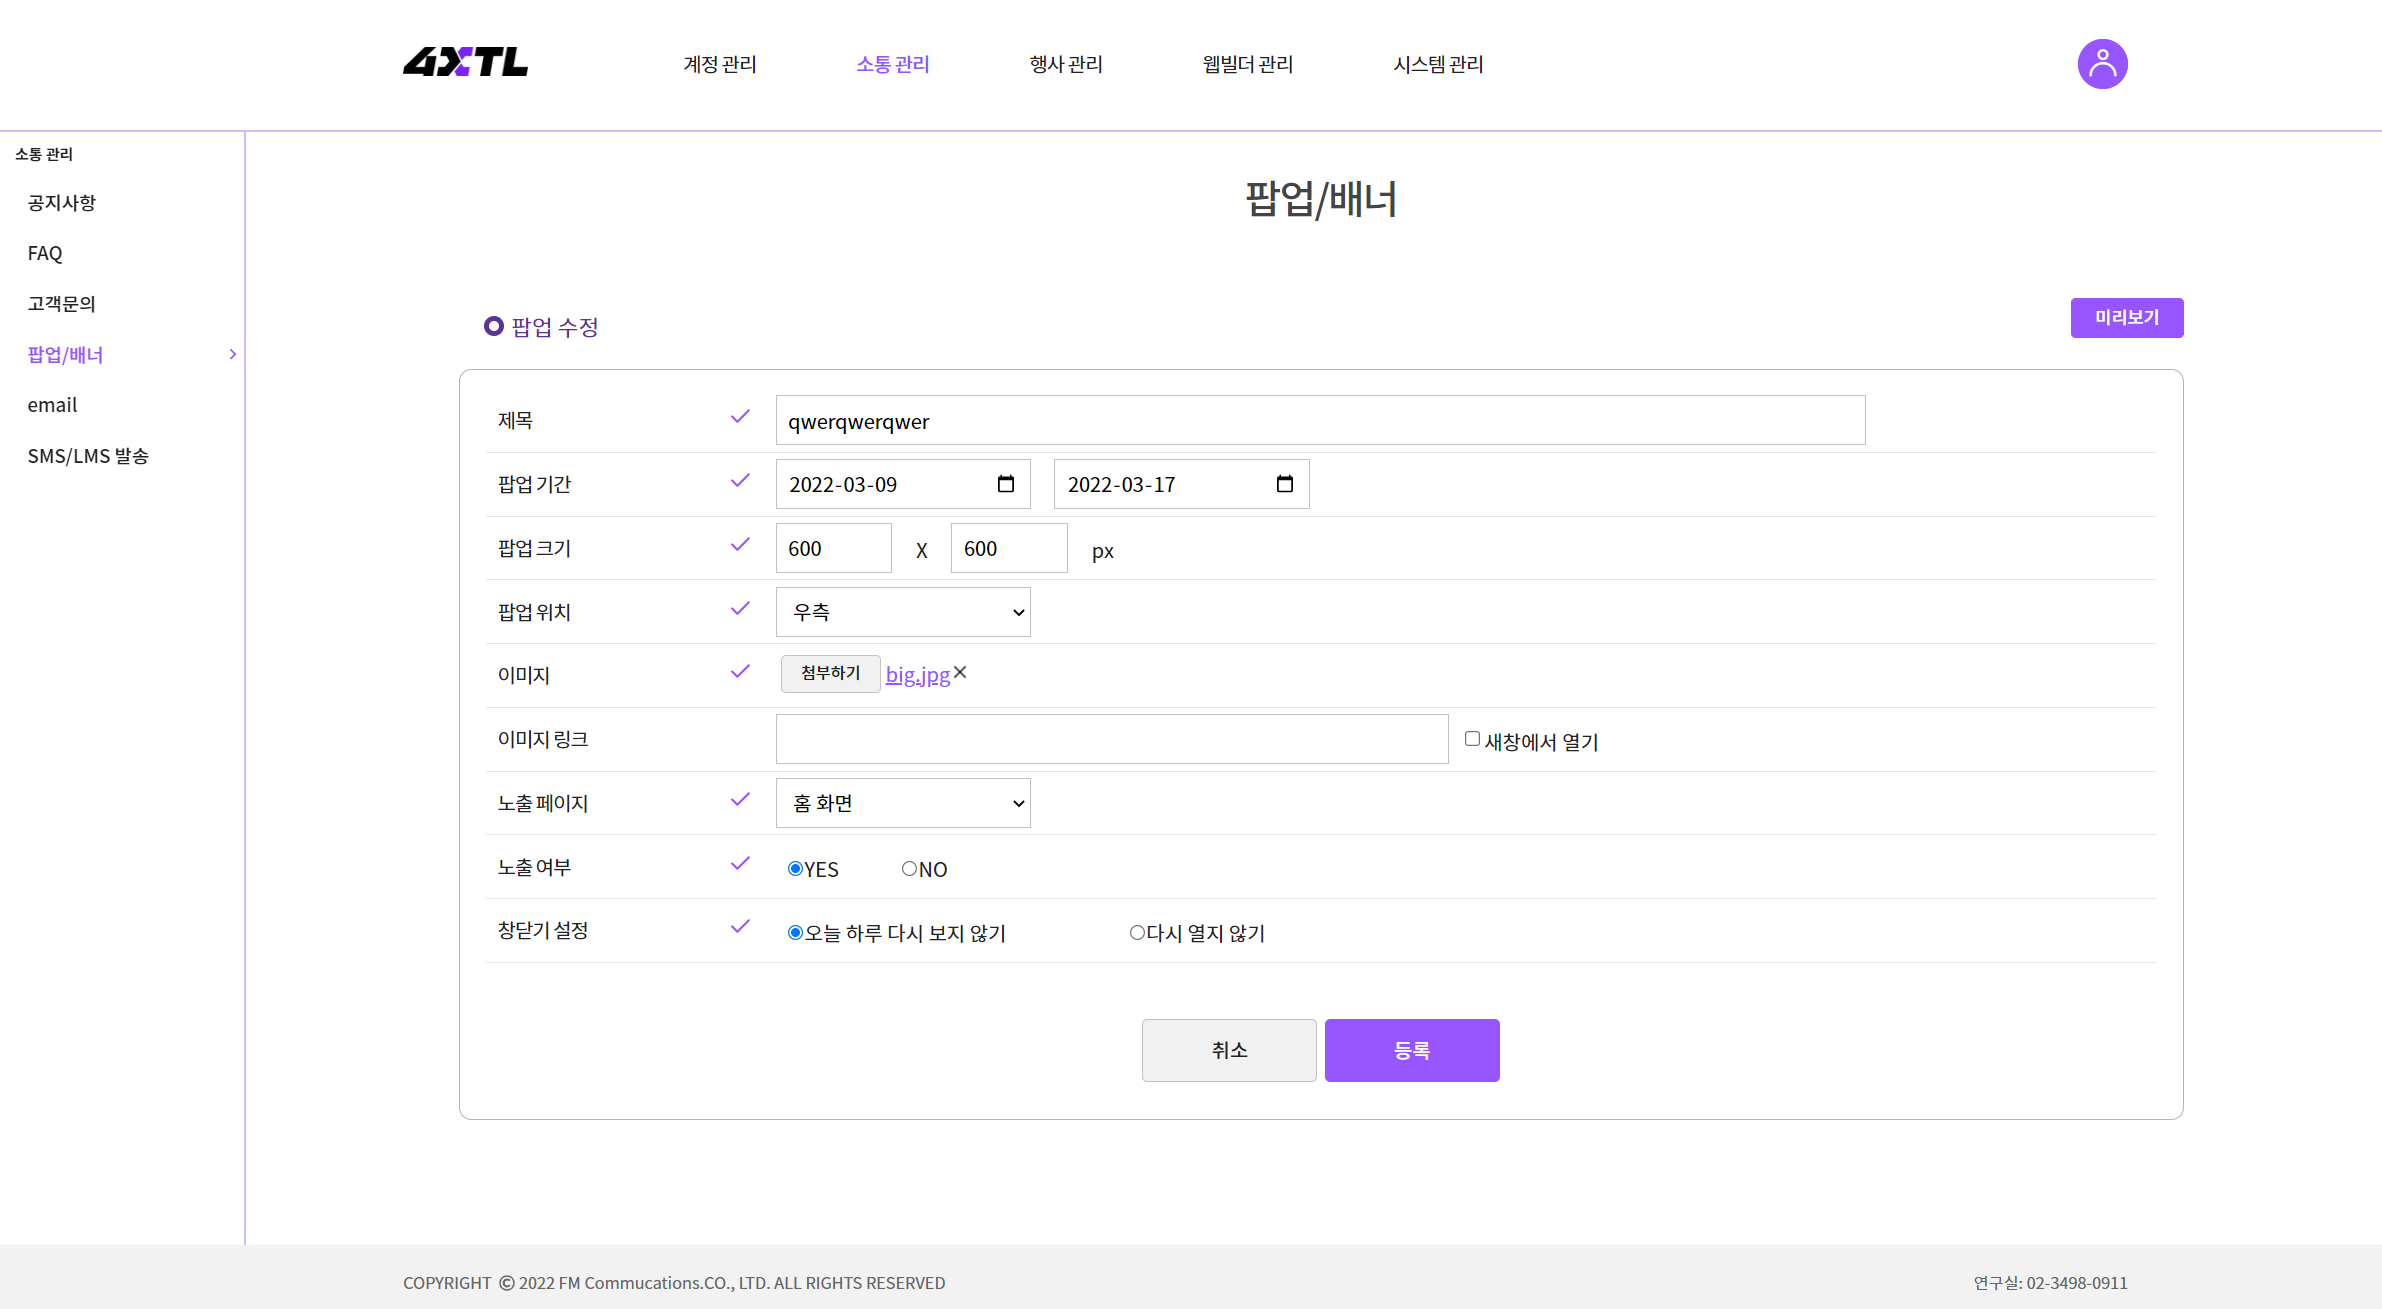 4XTL
계정 관리
소통 관리
행사 관리
웹빌더 관리
시스템 관리
소통 관리
공지사항
FAQ
고객문의
팝업/배너
email
SMS/LMS 발송
팝업/배너
팝업 수정
미리보기
제목 qwerqwerqwer
팝업 기간 2022-03-09 2022-03-17
팝업 크기 600 X 600 px
팝업 위치 우측
이미지 첨부하기 big.jpg
이미지 링크 새창에서 열기
노출 페이지 홈 화면
노출 여부 YES NO
창닫기 설정 오늘 하루 다시 보지 않기 다시 열지 않기
취소 등록
COPYRIGHT © 2022 FM Commucations.CO., LTD. ALL RIGHTS RESERVED
연구실: 02-3498-0911